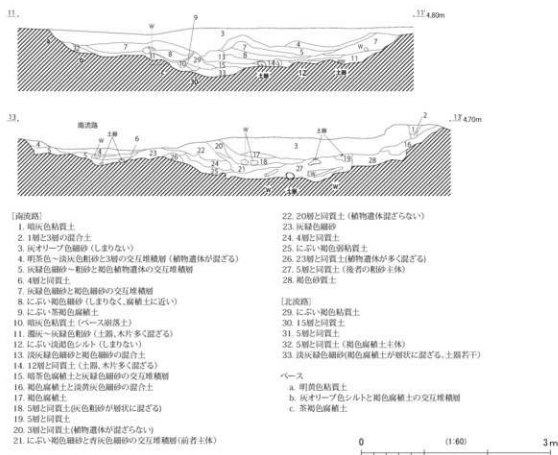 11
11' 4.80m
13
南流路
13' 4.70m
[南流路]
1. 暗灰色粘質土
2. 1層と3層の混合土
3. 灰オリーブ色細砂（しまりない）
4. 明茶色～淡灰色粗砂と3層の交互堆積層（植物遺体が混ざる）
5. 灰緑色細砂～粗砂と褐色植物遺体の交互堆積層
6. 4層と同質土
7. 灰緑色細砂と褐色細砂の交互堆積層
8. にぶい褐色細砂（しまりなく、腐植土に近い）
9. にぶい茶褐色腐植土
10. 暗灰色粘質土（ベース崩落土）
11. 濁灰～灰緑色粗砂（土器、木片多く混ざる）
12. にぶい淡渇色シルト（しまりない）
13. 淡灰緑色細砂と褐色細砂の混合土
14. 12層と同質土（土器、木片多く混ざる）
15. 暗茶色腐植土と灰緑色細砂の交互堆積層
16. 褐色腐植土と淡黄灰色細砂の混合土
17. 褐色腐植土
18. 5層と同質土(灰色粗砂が層状に混ざる)
19. 5層と同質土
20. 3層と同質土(植物遺体が混ざらない)
21. にぶい褐色細砂と青灰色細砂の交互堆積層(前者主体)
22. 20層と同質土（植物遺体混ざらない）
23. 灰緑色細砂
24. 4層と同質土
25. にぶい褐色弱粘質土
26. 23層と同質土(植物遺体が多く混ざる)
27. 5層と同質土（後者の粗砂主体）
28. 褐色砂質土
[北流路]
29. にぶい褐色粘質土
30. 15層と同質土
31. 5層と同質土
32. 5層と同質土（褐色腐植土主体）
33. 淡灰緑色細砂(褐色腐植土が層状に混ざる、土器若干)
ベース
a. 明黄色粘質土
b. 灰オリーブ色シルトと褐色腐植土の交互堆積層
c. 茶褐色腐植土
0 (1:60) 3m